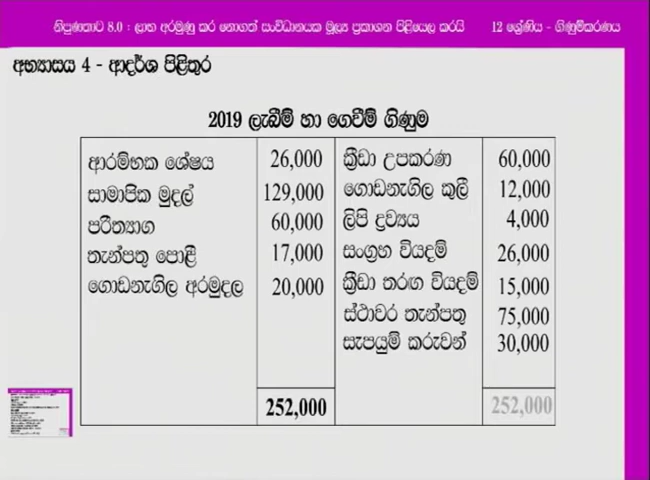 නිපුණතාව 8.0 : ලාභ අරමුණු කර නොගත් සංවිධානයක මූල්‍ය ප්‍රකාශන පිළියෙල කරයි 12 ශ්‍රේණිය - ගිණුම්කරණය
අභ්‍යාසය 4 - ආදර්ශ පිළිතුර
2019 ලැබීම් හා ගෙවීම් ගිණුම
ආරම්භක ශේෂය 26,000 ක්‍රීඩා උපකරණ 60,000
සාමාජික මුදල් 129,000 ගොඩනැගිල කුලී 12,000
පරිත්‍යාග 60,000 ලිපි ද්‍රව්‍ය 4,000
තැන්පතු පොළී 17,000 සංග්‍රහ වියදම් 26,000
ගොඩනැගිල අරමුදල 20,000 ක්‍රීඩා තරඟ වියදම් 15,000
ස්ථාවර තැන්පතු 75,000
සැපයුම් කරුවන් 30,000
252,000 252,000